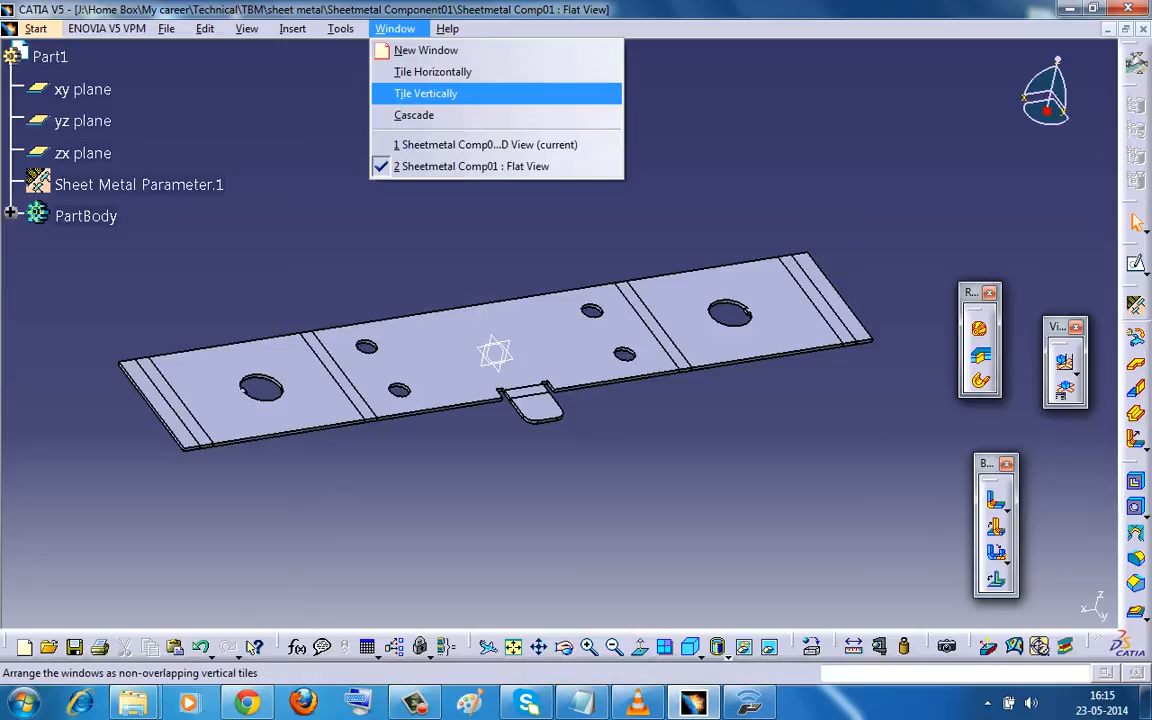 CATIA V5 - [J:\Home Box\My career\Technical\TBM\sheet metal\Sheetmetal Component01\Sheetmetal Comp01 : Flat View]
Start ENOVIA V5 VPM File Edit View Insert Tools Window Help
New Window
Tile Horizontally
Tile Vertically
Cascade
1 Sheetmetal Comp0...D View (current)
2 Sheetmetal Comp01 : Flat View
Part1
xy plane
yz plane
zx plane
Sheet Metal Parameter.1
PartBody
R...
Vi...
B...
z
x
y
f(x)
CATIA
Arrange the windows as non-overlapping vertical tiles
16:15
23-05-2014